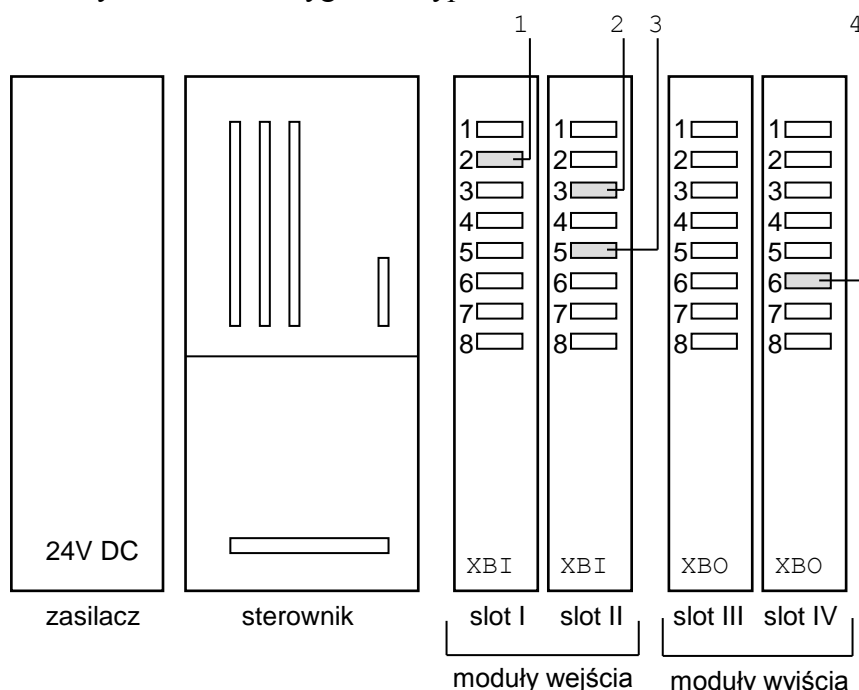 1 2 3 4
1 1 1 1
2 2 2 2
3 3 3 3
4 4 4 4
5 5 5 5
6 6 6 6
7 7 7 7
8 8 8 8
24V DC XBI XBI XBO XBO
zasilacz sterownik slot I slot II slot III slot IV
moduły wejścia moduły wyjścia